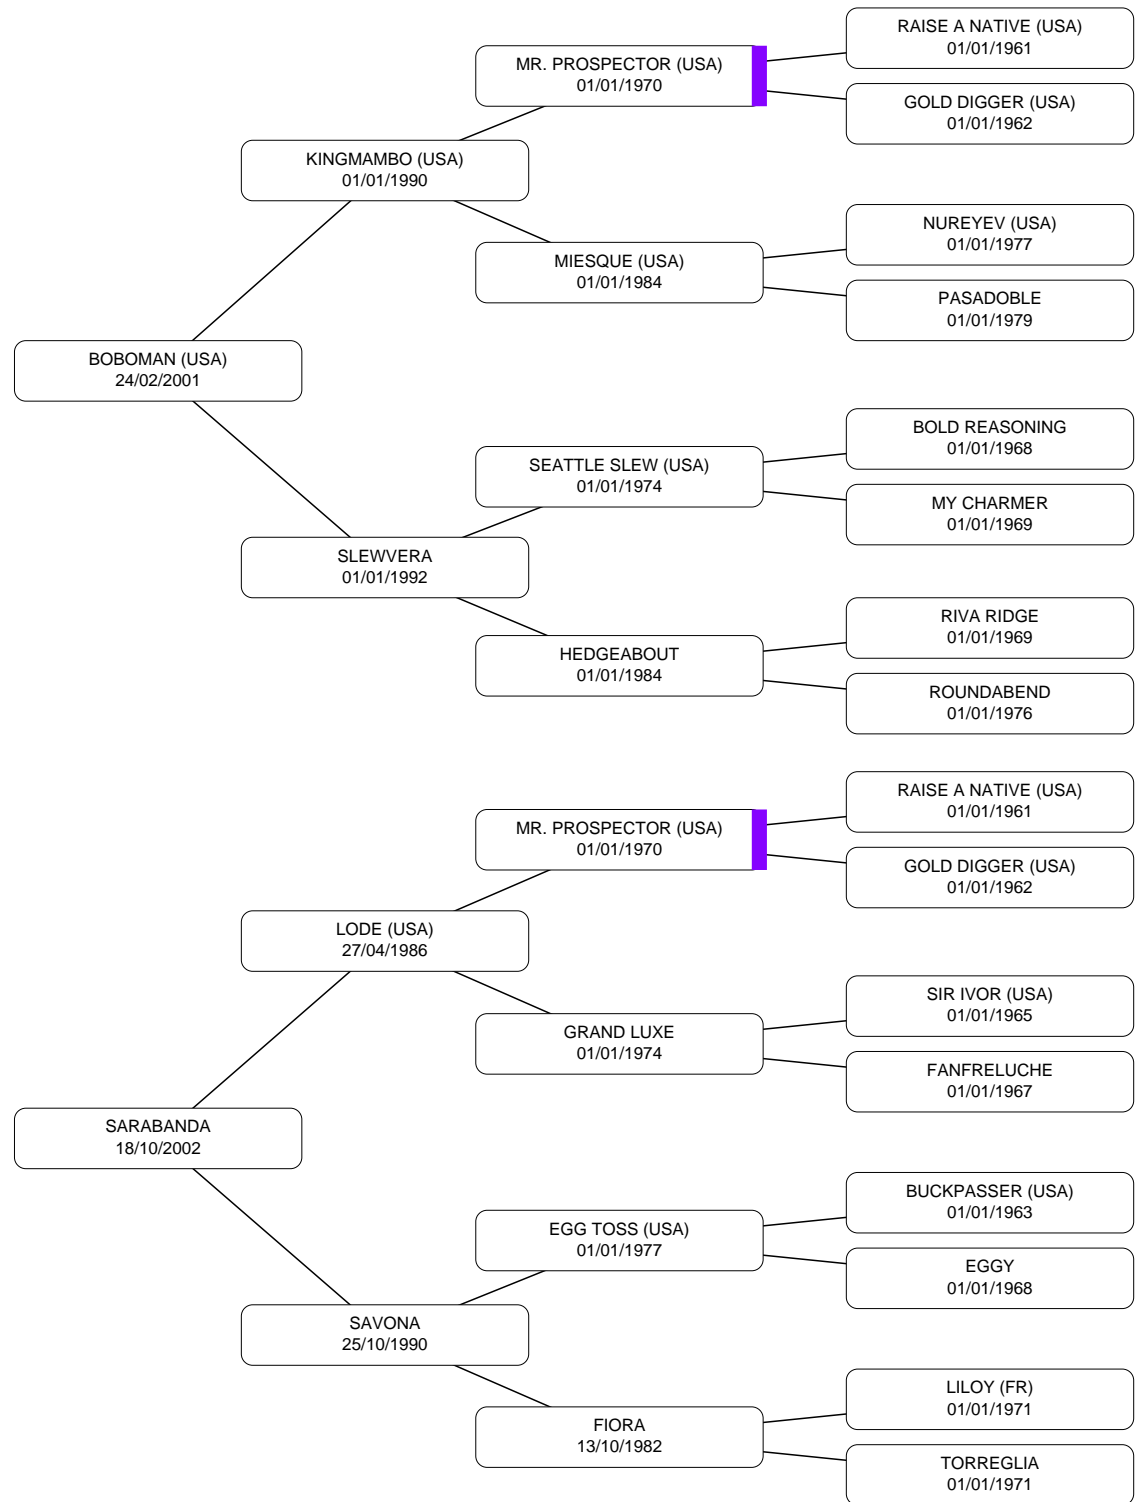 RAISE A NATIVE (USA)
01/01/1961
MR. PROSPECTOR (USA)
01/01/1970
GOLD DIGGER (USA)
01/01/1962
KINGMAMBO (USA)
01/01/1990
NUREYEV (USA)
01/01/1977
MIESQUE (USA)
01/01/1984
PASADOBLE
01/01/1979
BOBOMAN (USA)
24/02/2001
BOLD REASONING
01/01/1968
SEATTLE SLEW (USA)
01/01/1974
MY CHARMER
01/01/1969
SLEWVERA
01/01/1992
RIVA RIDGE
01/01/1969
HEDGEABOUT
01/01/1984
ROUNDABEND
01/01/1976
RAISE A NATIVE (USA)
01/01/1961
MR. PROSPECTOR (USA)
01/01/1970
GOLD DIGGER (USA)
01/01/1962
LODE (USA)
27/04/1986
SIR IVOR (USA)
01/01/1965
GRAND LUXE
01/01/1974
FANFRELUCHE
01/01/1967
SARABANDA
18/10/2002
BUCKPASSER (USA)
01/01/1963
EGG TOSS (USA)
01/01/1977
EGGY
01/01/1968
SAVONA
25/10/1990
LILOY (FR)
01/01/1971
FIORA
13/10/1982
TORREGLIA
01/01/1971